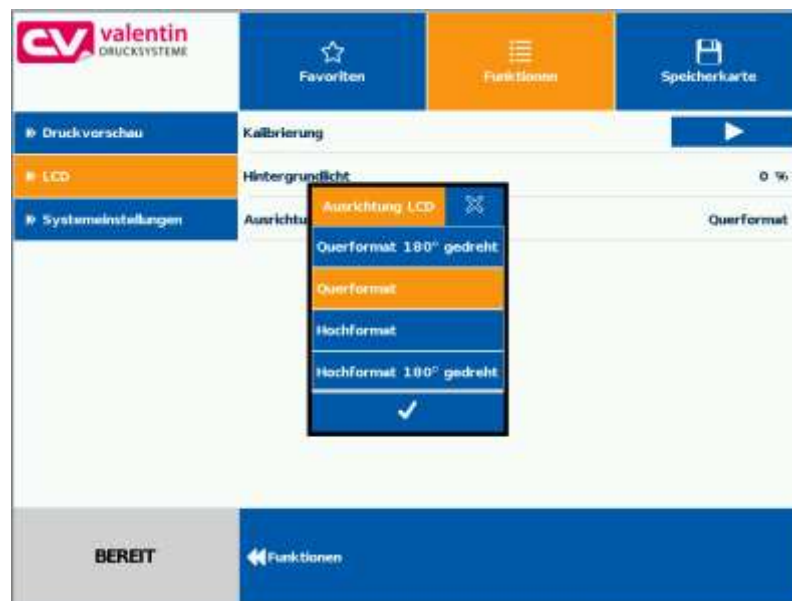 valentin
DRUCKSYSTEME
Favoriten
Funktionen
Speicherkarte
Druckvorschau
LCD
Systemeinstellungen
Kalibrierung
Hintergrundlicht
0 %
Ausrichtu
Querformat
Ausrichtung LCD
Querformat 180° gedreht
Querformat
Hochformat
Hochformat 180° gedreht
BEREIT
Funktionen